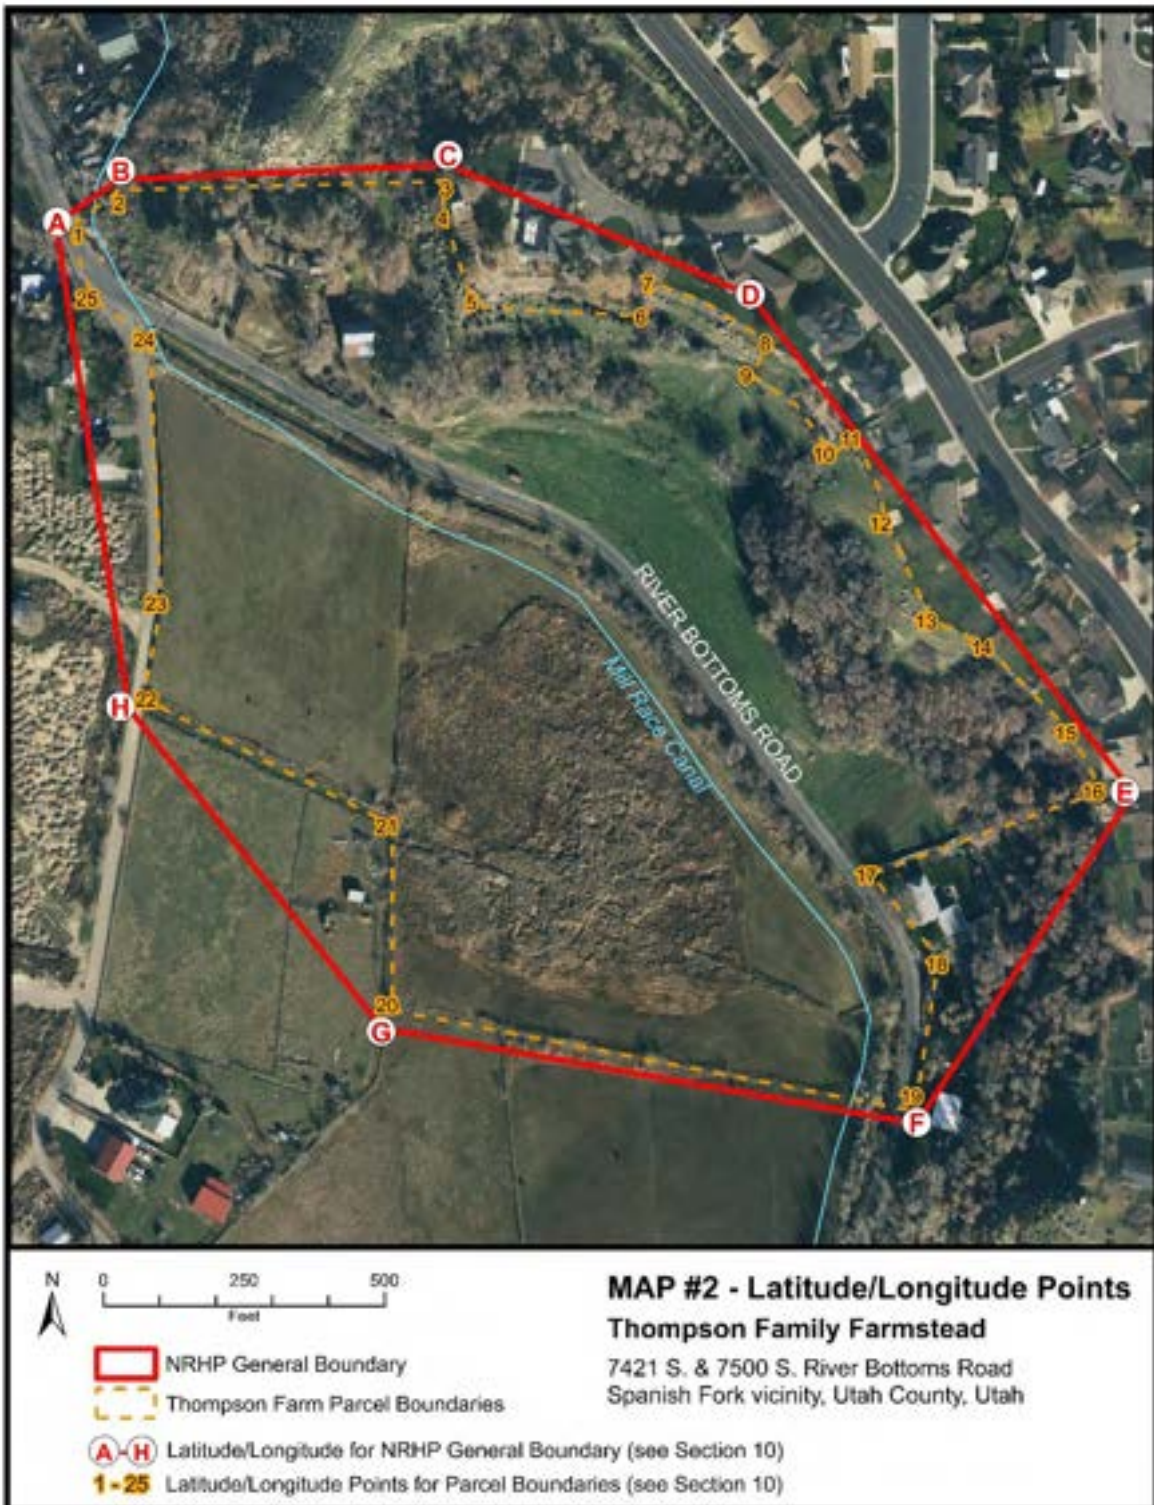 B
C
A
2
3
4
1
25
24
5
6
7
D
8
9
10
11
12
RIVER BOTTOMS ROAD
Mill Race Canal
23
13
14
H
22
15
16
E
21
17
18
20
G
19
F
N 0 250 500
Feet
NRHP General Boundary
Thompson Farm Parcel Boundaries
A-H Latitude/Longitude for NRHP General Boundary (see Section 10)
1 - 25 Latitude/Longitude Points for Parcel Boundaries (see Section 10)
MAP #2 - Latitude/Longitude Points
Thompson Family Farmstead
7421 S. & 7500 S. River Bottoms Road
Spanish Fork vicinity, Utah County, Utah